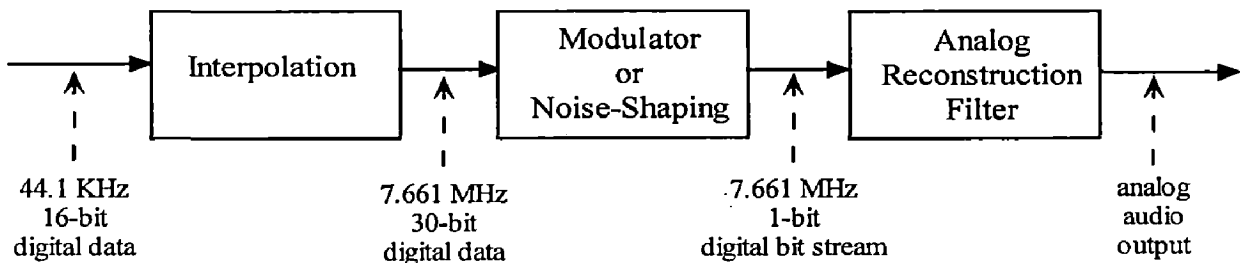 Interpolation
Modulator
or
Noise-Shaping
Analog
Reconstruction
Filter
44.1 KHz
16-bit
digital data
7.661 MHz
30-bit
digital data
7.661 MHz
1-bit
digital bit stream
analog
audio
output